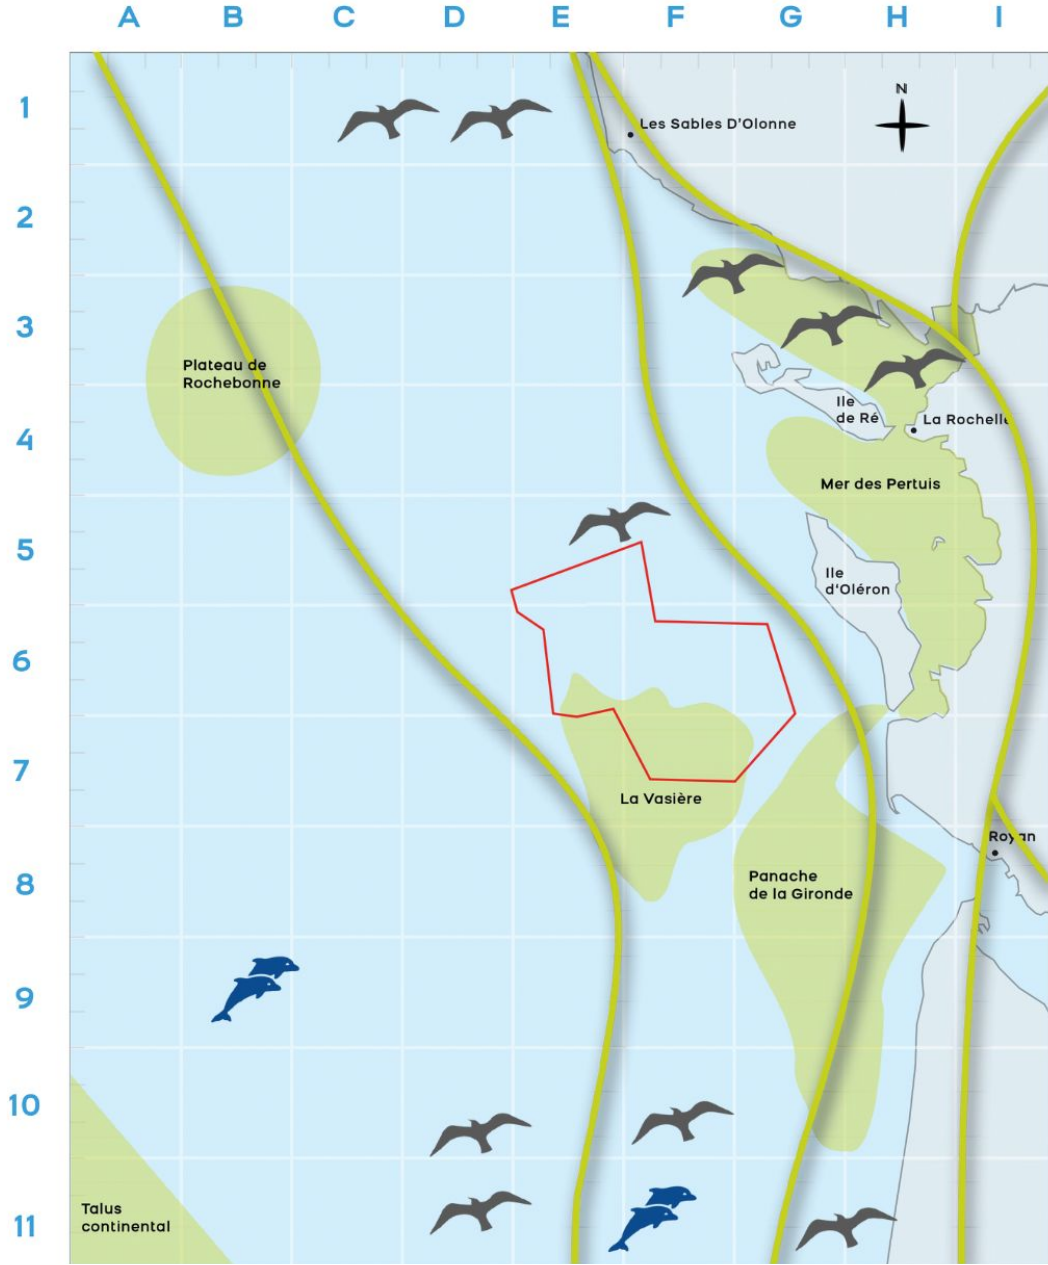 A B C D E F G H I
1
N
Les Sables D'Olonne
2
3
Plateau de
Rochebonne
Ile
de Ré
La Rochelle
4
Mer des Pertuis
5
Ile
d'Oléron
6
7
La Vasière
Royan
8
Panache
de la Gironde
9
10
Talus
continental
11